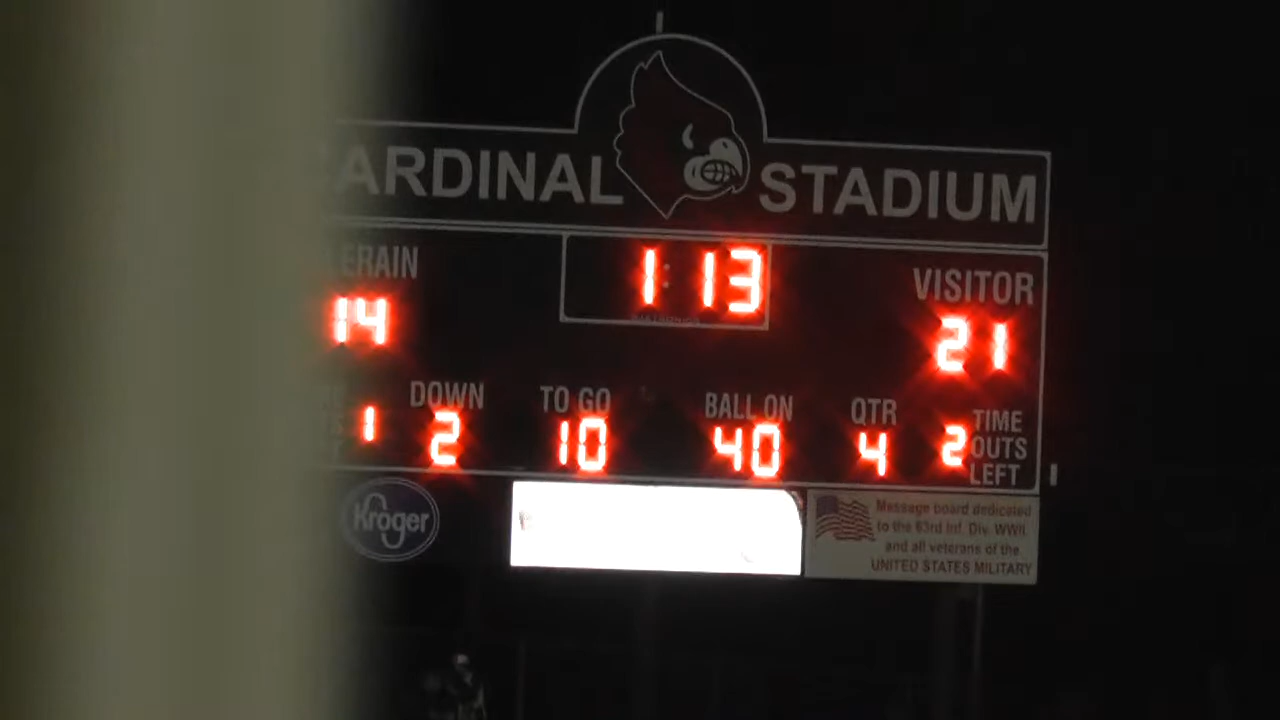 CARDINAL STADIUM
1:13
ERAIN
VISITOR
14
21
DOWN
TO GO
BALL ON
QTR
TIME
OUTS
LEFT
1
2
10
40
4
2
Kroger
Message board dedicated
to the 63rd Inf. Div. WWII.
and all veterans of the
UNITED STATES MILITARY